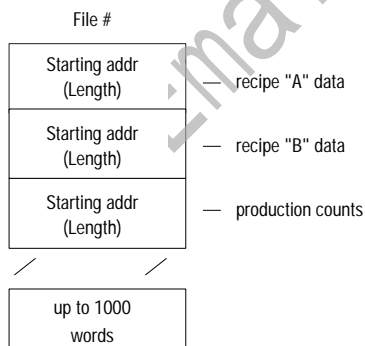 File #
Starting addr
(Length)
— recipe "A" data
Starting addr
(Length)
— recipe "B" data
Starting addr
(Length)
— production counts
up to 1000
words